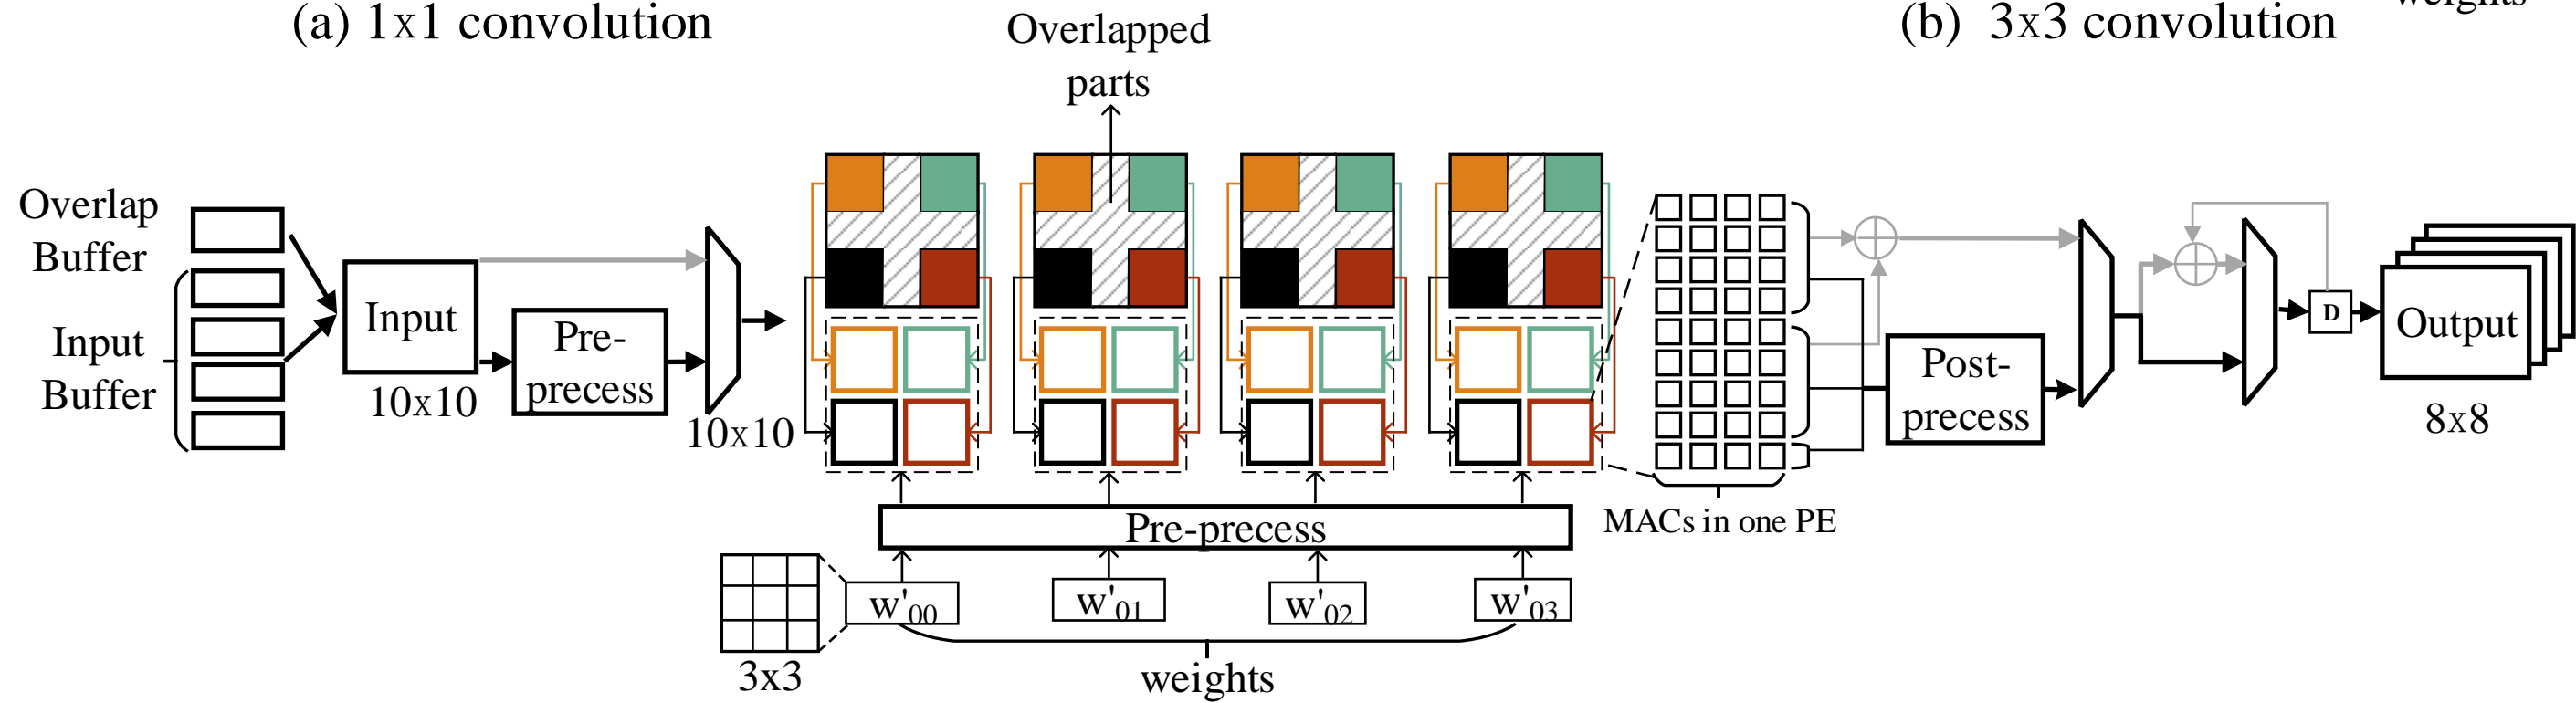 (a) 1x1 convolution
Overlapped
parts
(b) 3x3 convolution
weights
Overlap
Buffer
Input
Buffer
Input
10x10
Pre-
precess
10x10
Pre-precess
w'00
w'01
w'02
w'03
3x3
weights
MACs in one PE
Post-
precess
D
Output
8x8